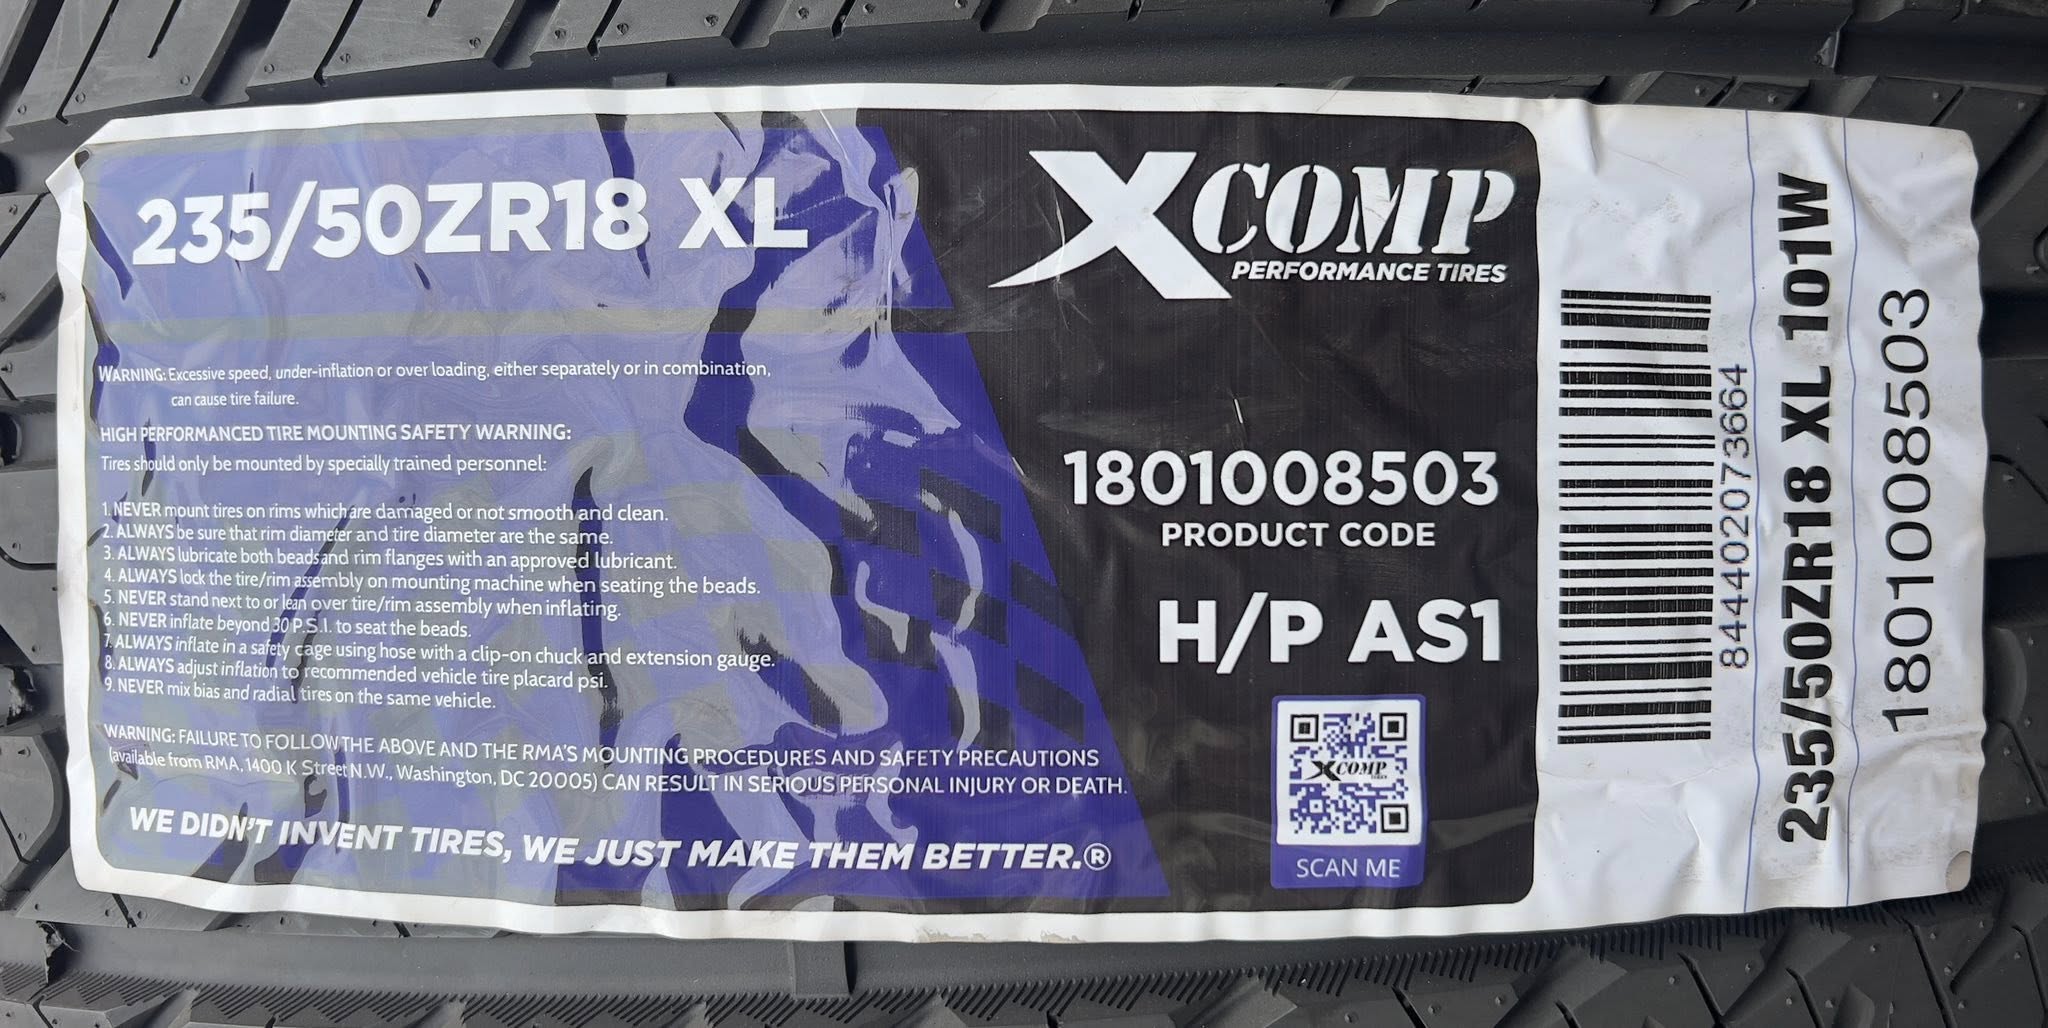 235/50ZR18 XL
WARNING: Excessive speed, under-inflation or over loading, either separately or in combination,
can cause tire failure.
HIGH PERFORMANCED TIRE MOUNTING SAFETY WARNING:
Tires should only be mounted by specially trained personnel:
1. NEVER mount tires on rims which are damaged or not smooth and clean.
2. ALWAYS be sure that rim diameter and tire diameter are the same.
3. ALWAYS lubricate both beads and rim flanges with an approved lubricant.
4. ALWAYS lock the tire/rim assembly on mounting machine when seating the beads.
5. NEVER stand next to or lean over tire/rim assembly when inflating.
6. NEVER inflate beyond 30 P.S.I. to seat the beads.
7. ALWAYS inflate in a safety cage using hose with a clip-on chuck and extension gauge.
8. ALWAYS adjust inflation to recommended vehicle tire placard psi.
9. NEVER mix bias and radial tires on the same vehicle.
WARNING: FAILURE TO FOLLOW THE ABOVE AND THE RMA'S MOUNTING PROCEDURES AND SAFETY PRECAUTIONS
(available from RMA, 1400 K Street N.W., Washington, DC 20005) CAN RESULT IN SERIOUS PERSONAL INJURY OR DEATH.
WE DIDN'T INVENT TIRES, WE JUST MAKE THEM BETTER.®
XCOMP
PERFORMANCE TIRES
1801008503
PRODUCT CODE
H/P AS1
XCOMP
TIRES
SCAN ME
844402073664
235/50ZR18 XL 101W
1801008503